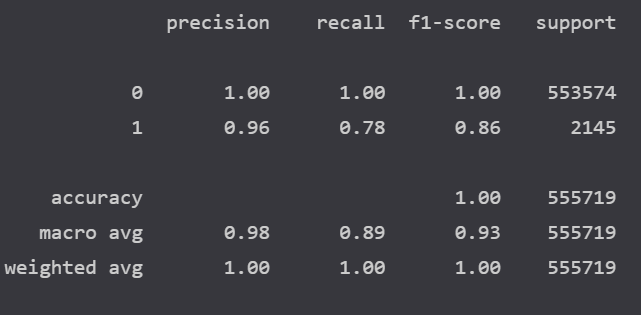 precision recall f1-score support
0 1.00 1.00 1.00 553574
1 0.96 0.78 0.86 2145
accuracy 1.00 555719
macro avg 0.98 0.89 0.93 555719
weighted avg 1.00 1.00 1.00 555719